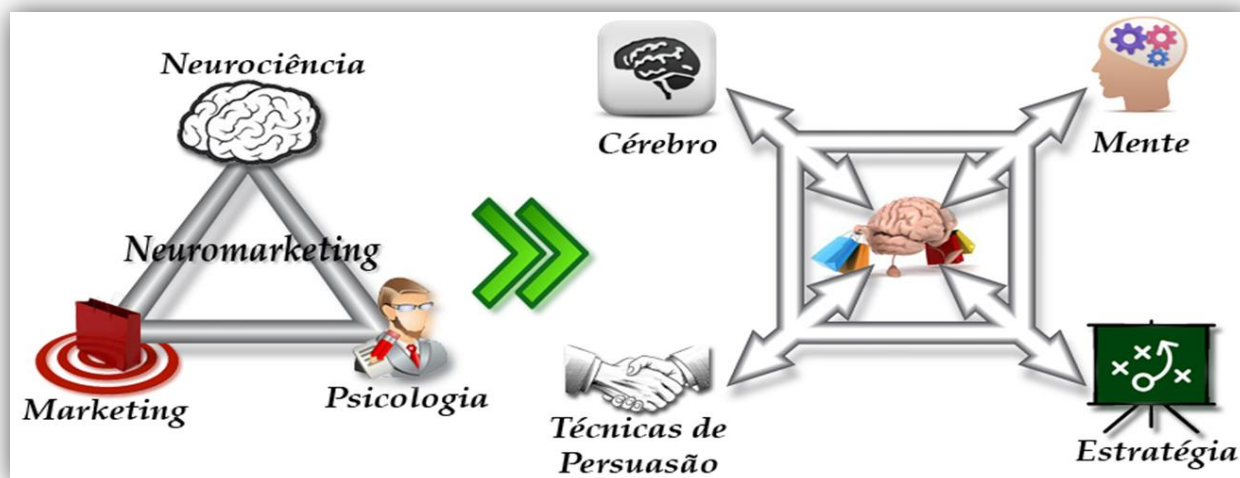 Neurociência
Neuromarketing
Marketing
Psicologia
Cérebro
Mente
Técnicas de
Persuasão
Estratégia